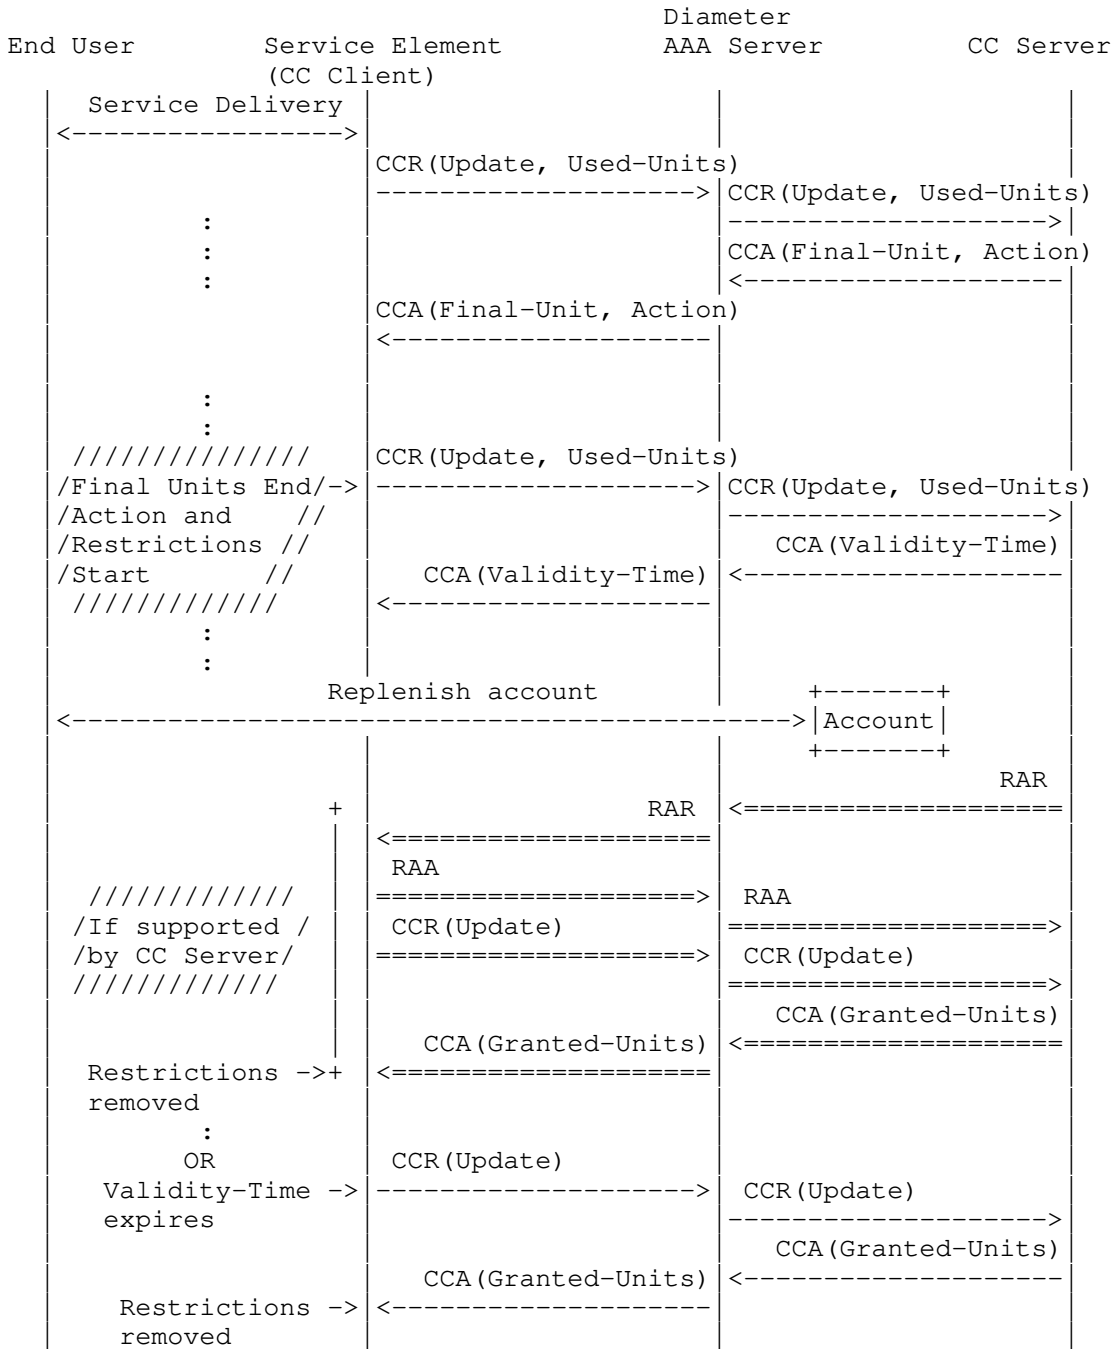 Diameter
End User Service Element AAA Server CC Server
(CC Client)
Service Delivery
CCR(Update, Used-Units)
CCR(Update, Used-Units)
:
: CCA(Final-Unit, Action)
:
CCA(Final-Unit, Action)
:
:
/////////////// CCR(Update, Used-Units)
/Final Units End/-> CCR(Update, Used-Units)
/Action and //
/Restrictions // CCA(Validity-Time)
/Start // CCA(Validity-Time)
/////////////
:
:
Replenish account +-------+
Account
+-------+
RAR
+ RAR
RAA
///////////// RAA
/If supported / CCR(Update)
/by CC Server/ CCR(Update)
/////////////
CCA(Granted-Units)
CCA(Granted-Units)
Restrictions ->+
removed
:
OR CCR(Update)
Validity-Time -> CCR(Update)
expires
CCA(Granted-Units)
CCA(Granted-Units)
Restrictions ->
removed